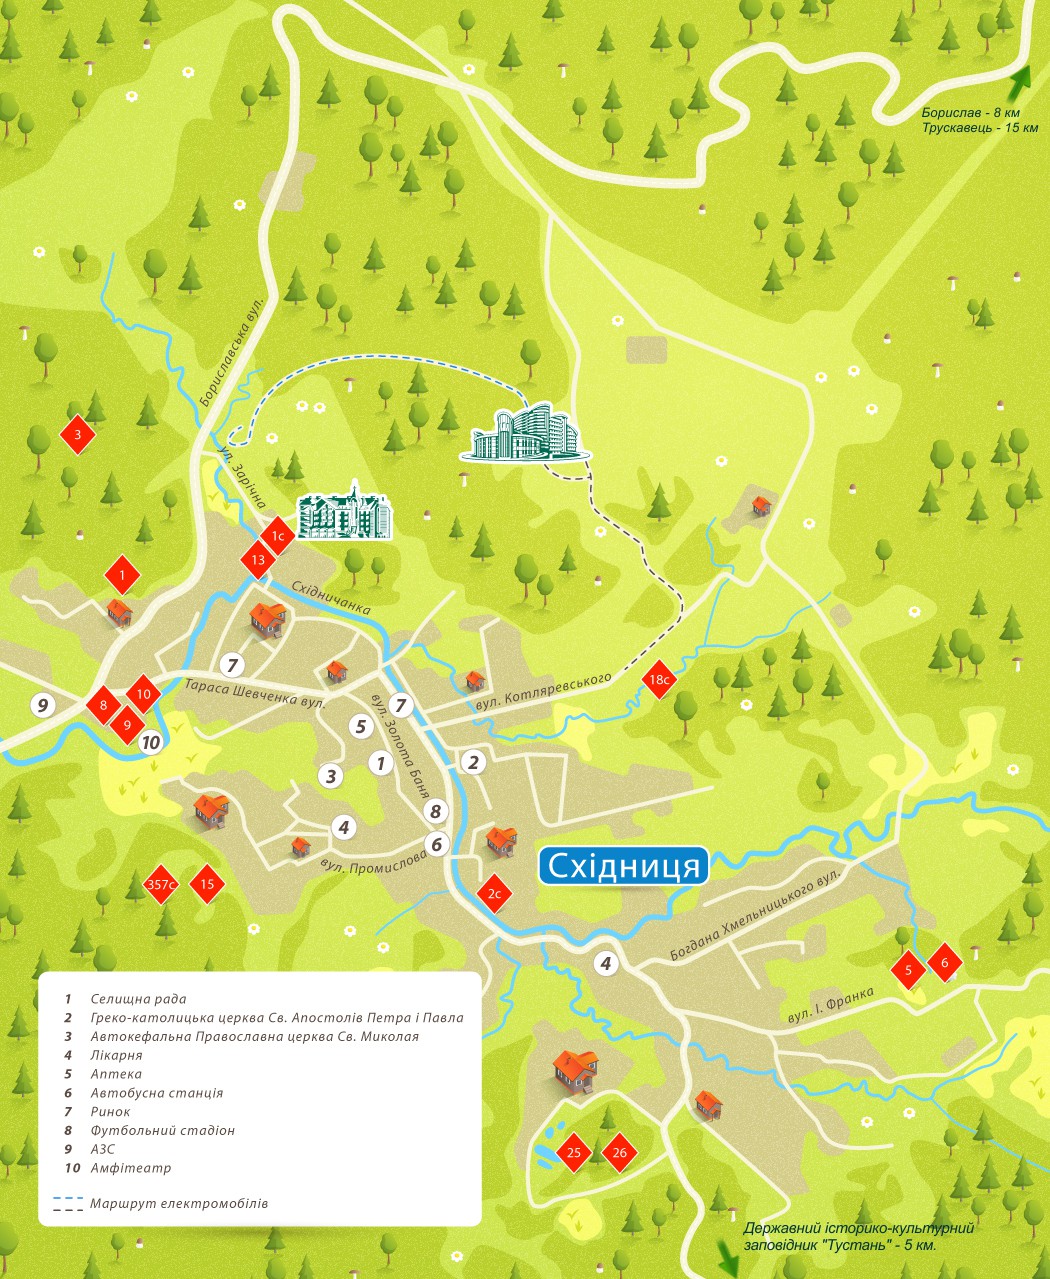 Борислав - 8 км
Трускавець - 15 км
Бориславська вул.
3
ул. Зарічна
1с
13
1
Східничанка
7
Тараса Шевченка вул.
9
8
10
9
10
вул. Золота Баня
7
5
1
3
2
вул. Котляревського
18с
8
4
6
вул. Промислова
Східниця
357с
15
2с
Богдана Хмельницького вул.
4
5
6
вул. І. Франка
1 Селищна рада
2 Греко-католицька церква Св. Апостолів Петра і Павла
3 Автокефальна Православна церква Св. Миколая
4 Лікарня
5 Аптека
6 Автобусна станція
7 Ринок
8 Футбольний стадіон
9 АЗС
10 Амфітеатр
Маршрут електромобілів
25
26
Державний історико-культурний
заповідник "Тустань" - 5 км.